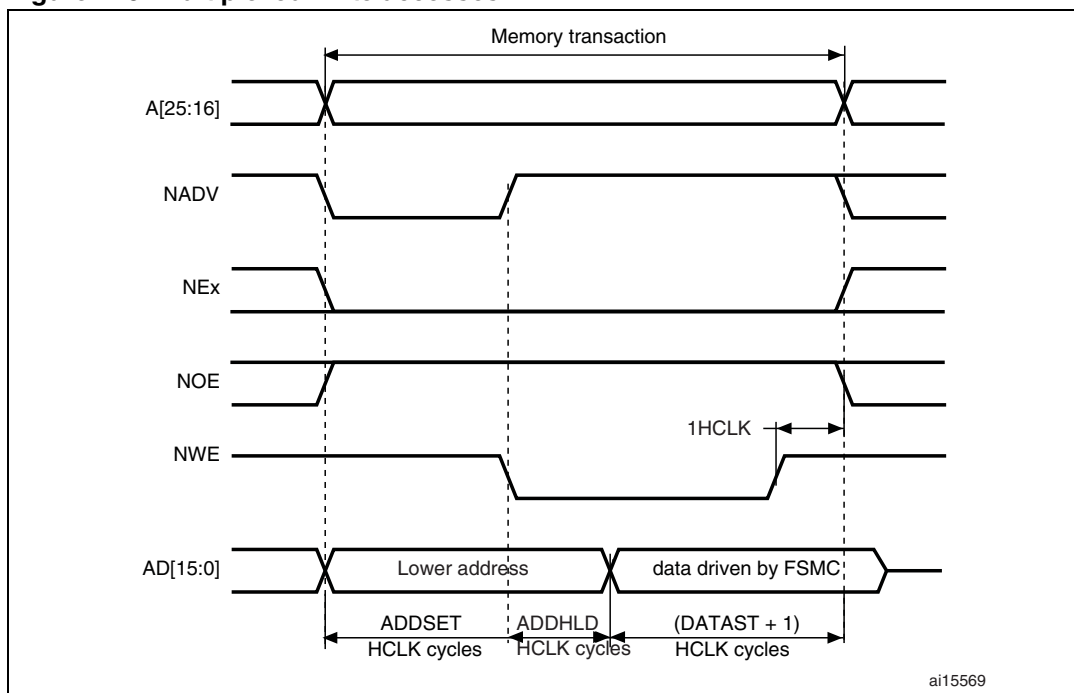 Memory transaction
A[25:16]
NADV
NEx
NOE
1HCLK
NWE
AD[15:0]
Lower address
data driven by FSMC
ADDSET
HCLK cycles
ADDHLD
HCLK cycles
(DATAST + 1)
HCLK cycles
ai15569